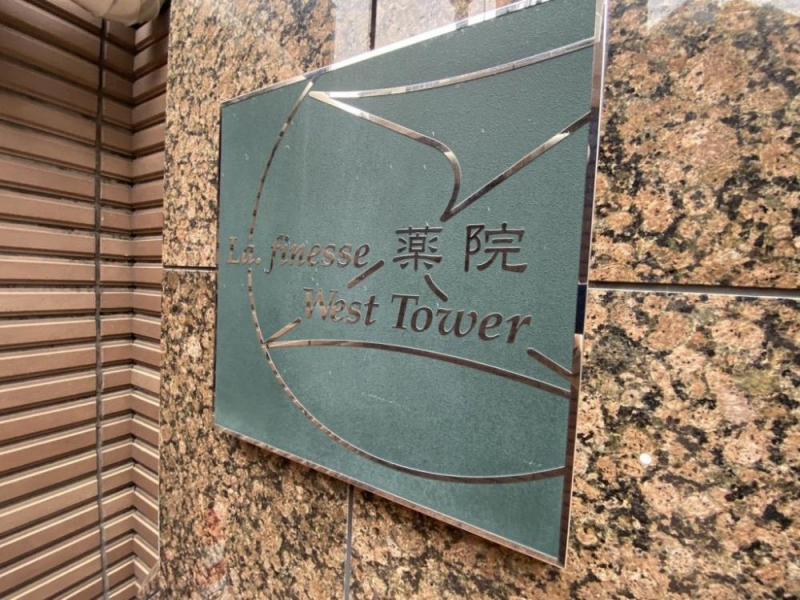 La. finesse 薬院
West Tower